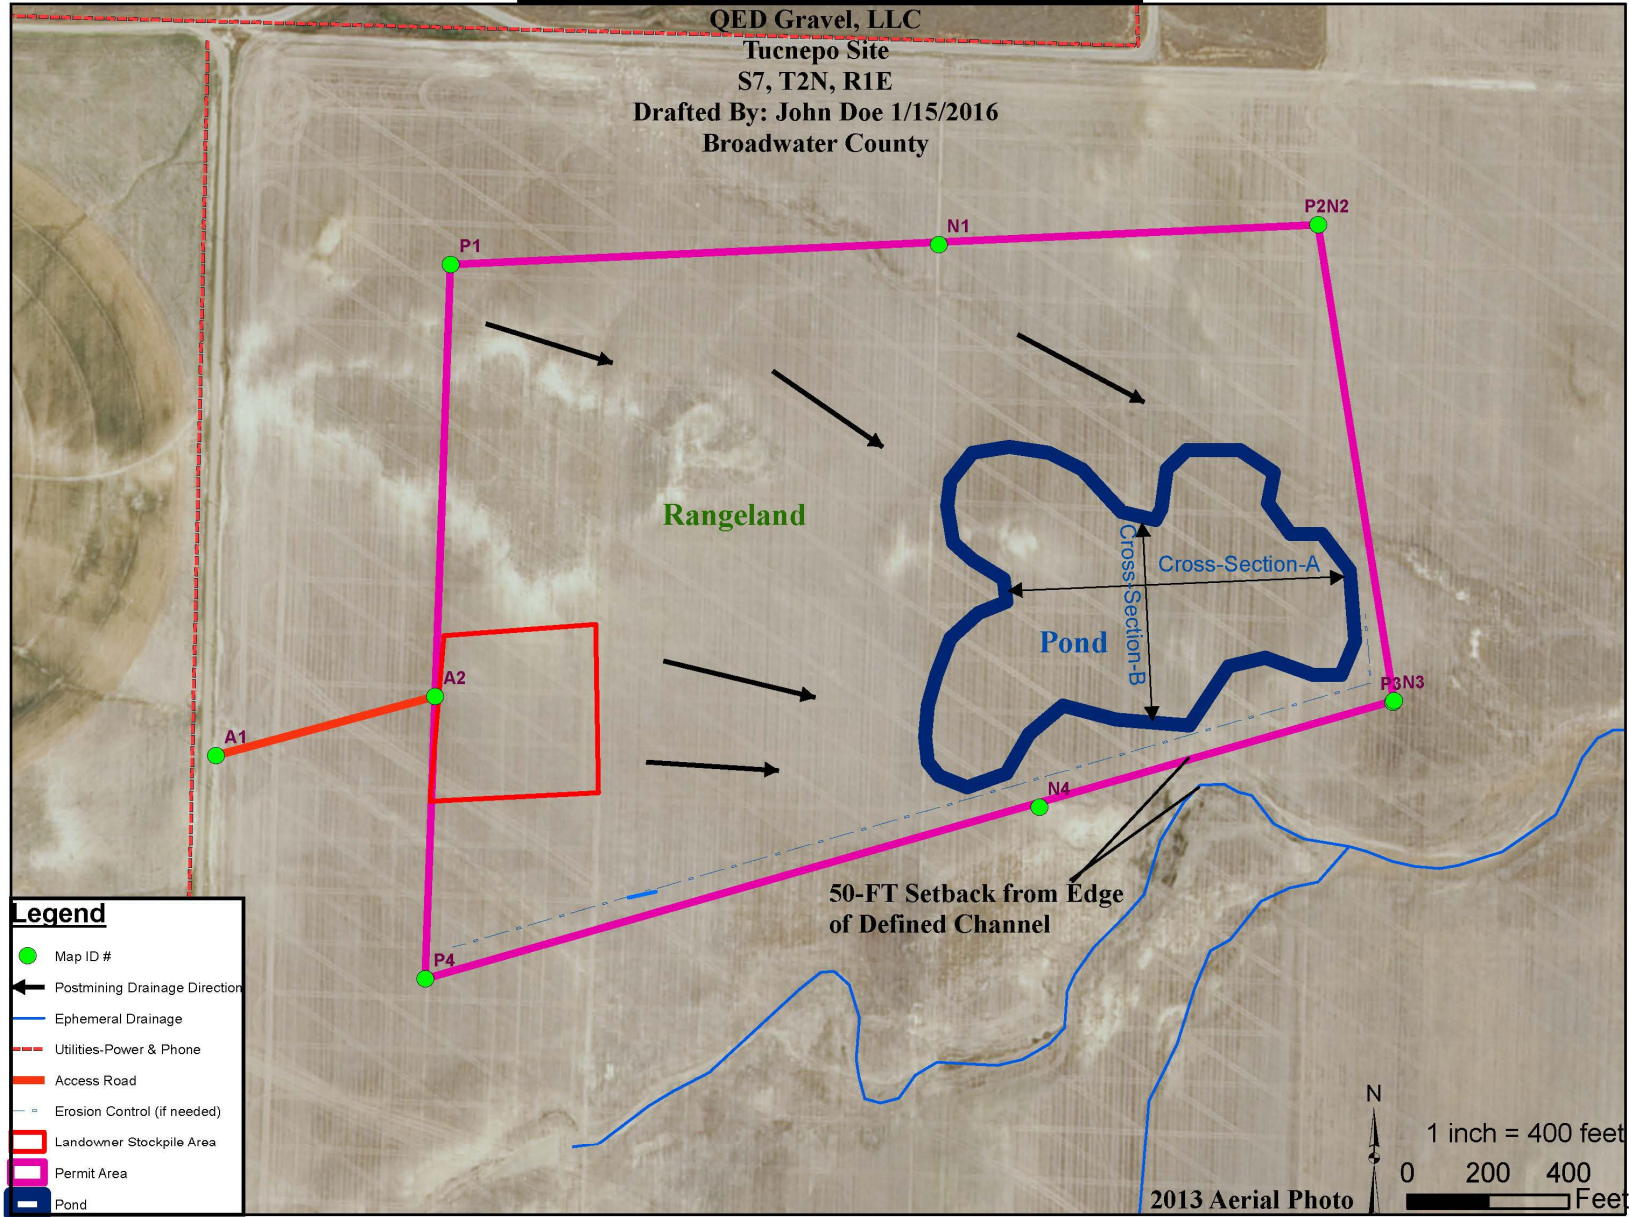 QED Gravel, LLC
Tucnepo Site
S7, T2N, R1E
Drafted By: John Doe 1/15/2016
Broadwater County
P2N2
N1
P1
Rangeland
Cross-Section-A
Cross-Section-B
Pond
A2
P3N3
A1
N4
50-FT Setback from Edge
of Defined Channel
P4
Legend
Map ID #
Postmining Drainage Direction
Ephemeral Drainage
Utilities-Power & Phone
Access Road
Erosion Control (if needed)
Landowner Stockpile Area
Permit Area
Pond
N
1 inch = 400 feet
0 200 400
Feet
2013 Aerial Photo